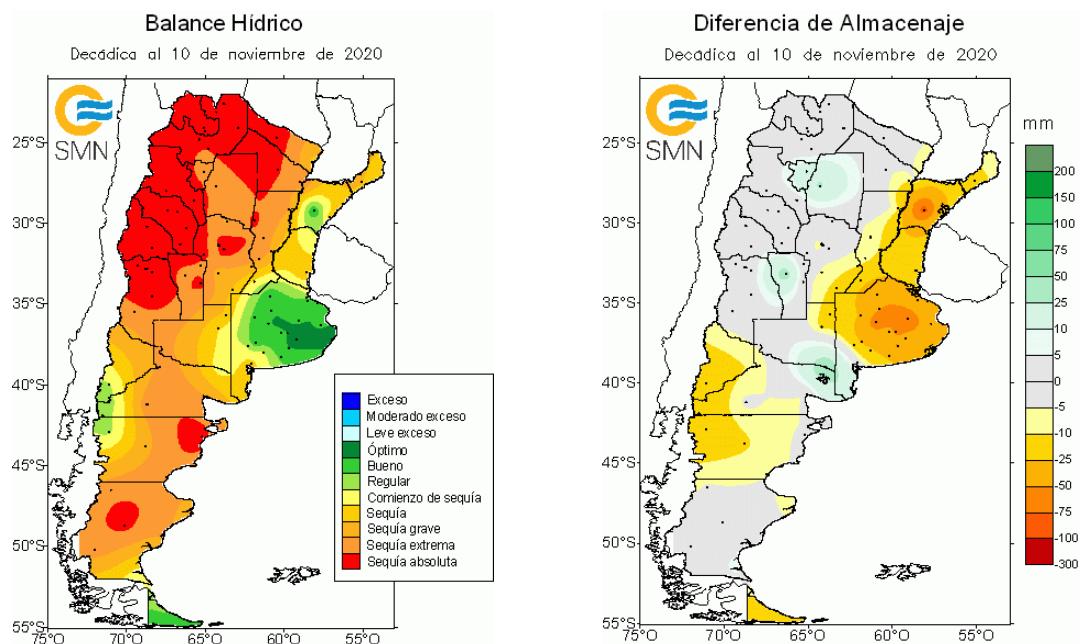 Balance Hídrico
Decádica al 10 de noviembre de 2020
SMN
25°S
30°S
35°S
40°S
45°S
50°S
55°S
75°O
70°O
65°O
60°O
55°O
Exceso
Moderado exceso
Leve exceso
Óptimo
Bueno
Regular
Comienzo de sequía
Sequía
Sequía grave
Sequía extrema
Sequía absoluta
Diferencia de Almacenaje
Decádica al 10 de noviembre de 2020
SMN
25°S
30°S
35°S
40°S
45°S
50°S
55°S
75°O
70°O
65°O
60°O
55°O
mm
200
150
100
75
50
25
10
5
0
-5
-10
-25
-50
-75
-100
-300